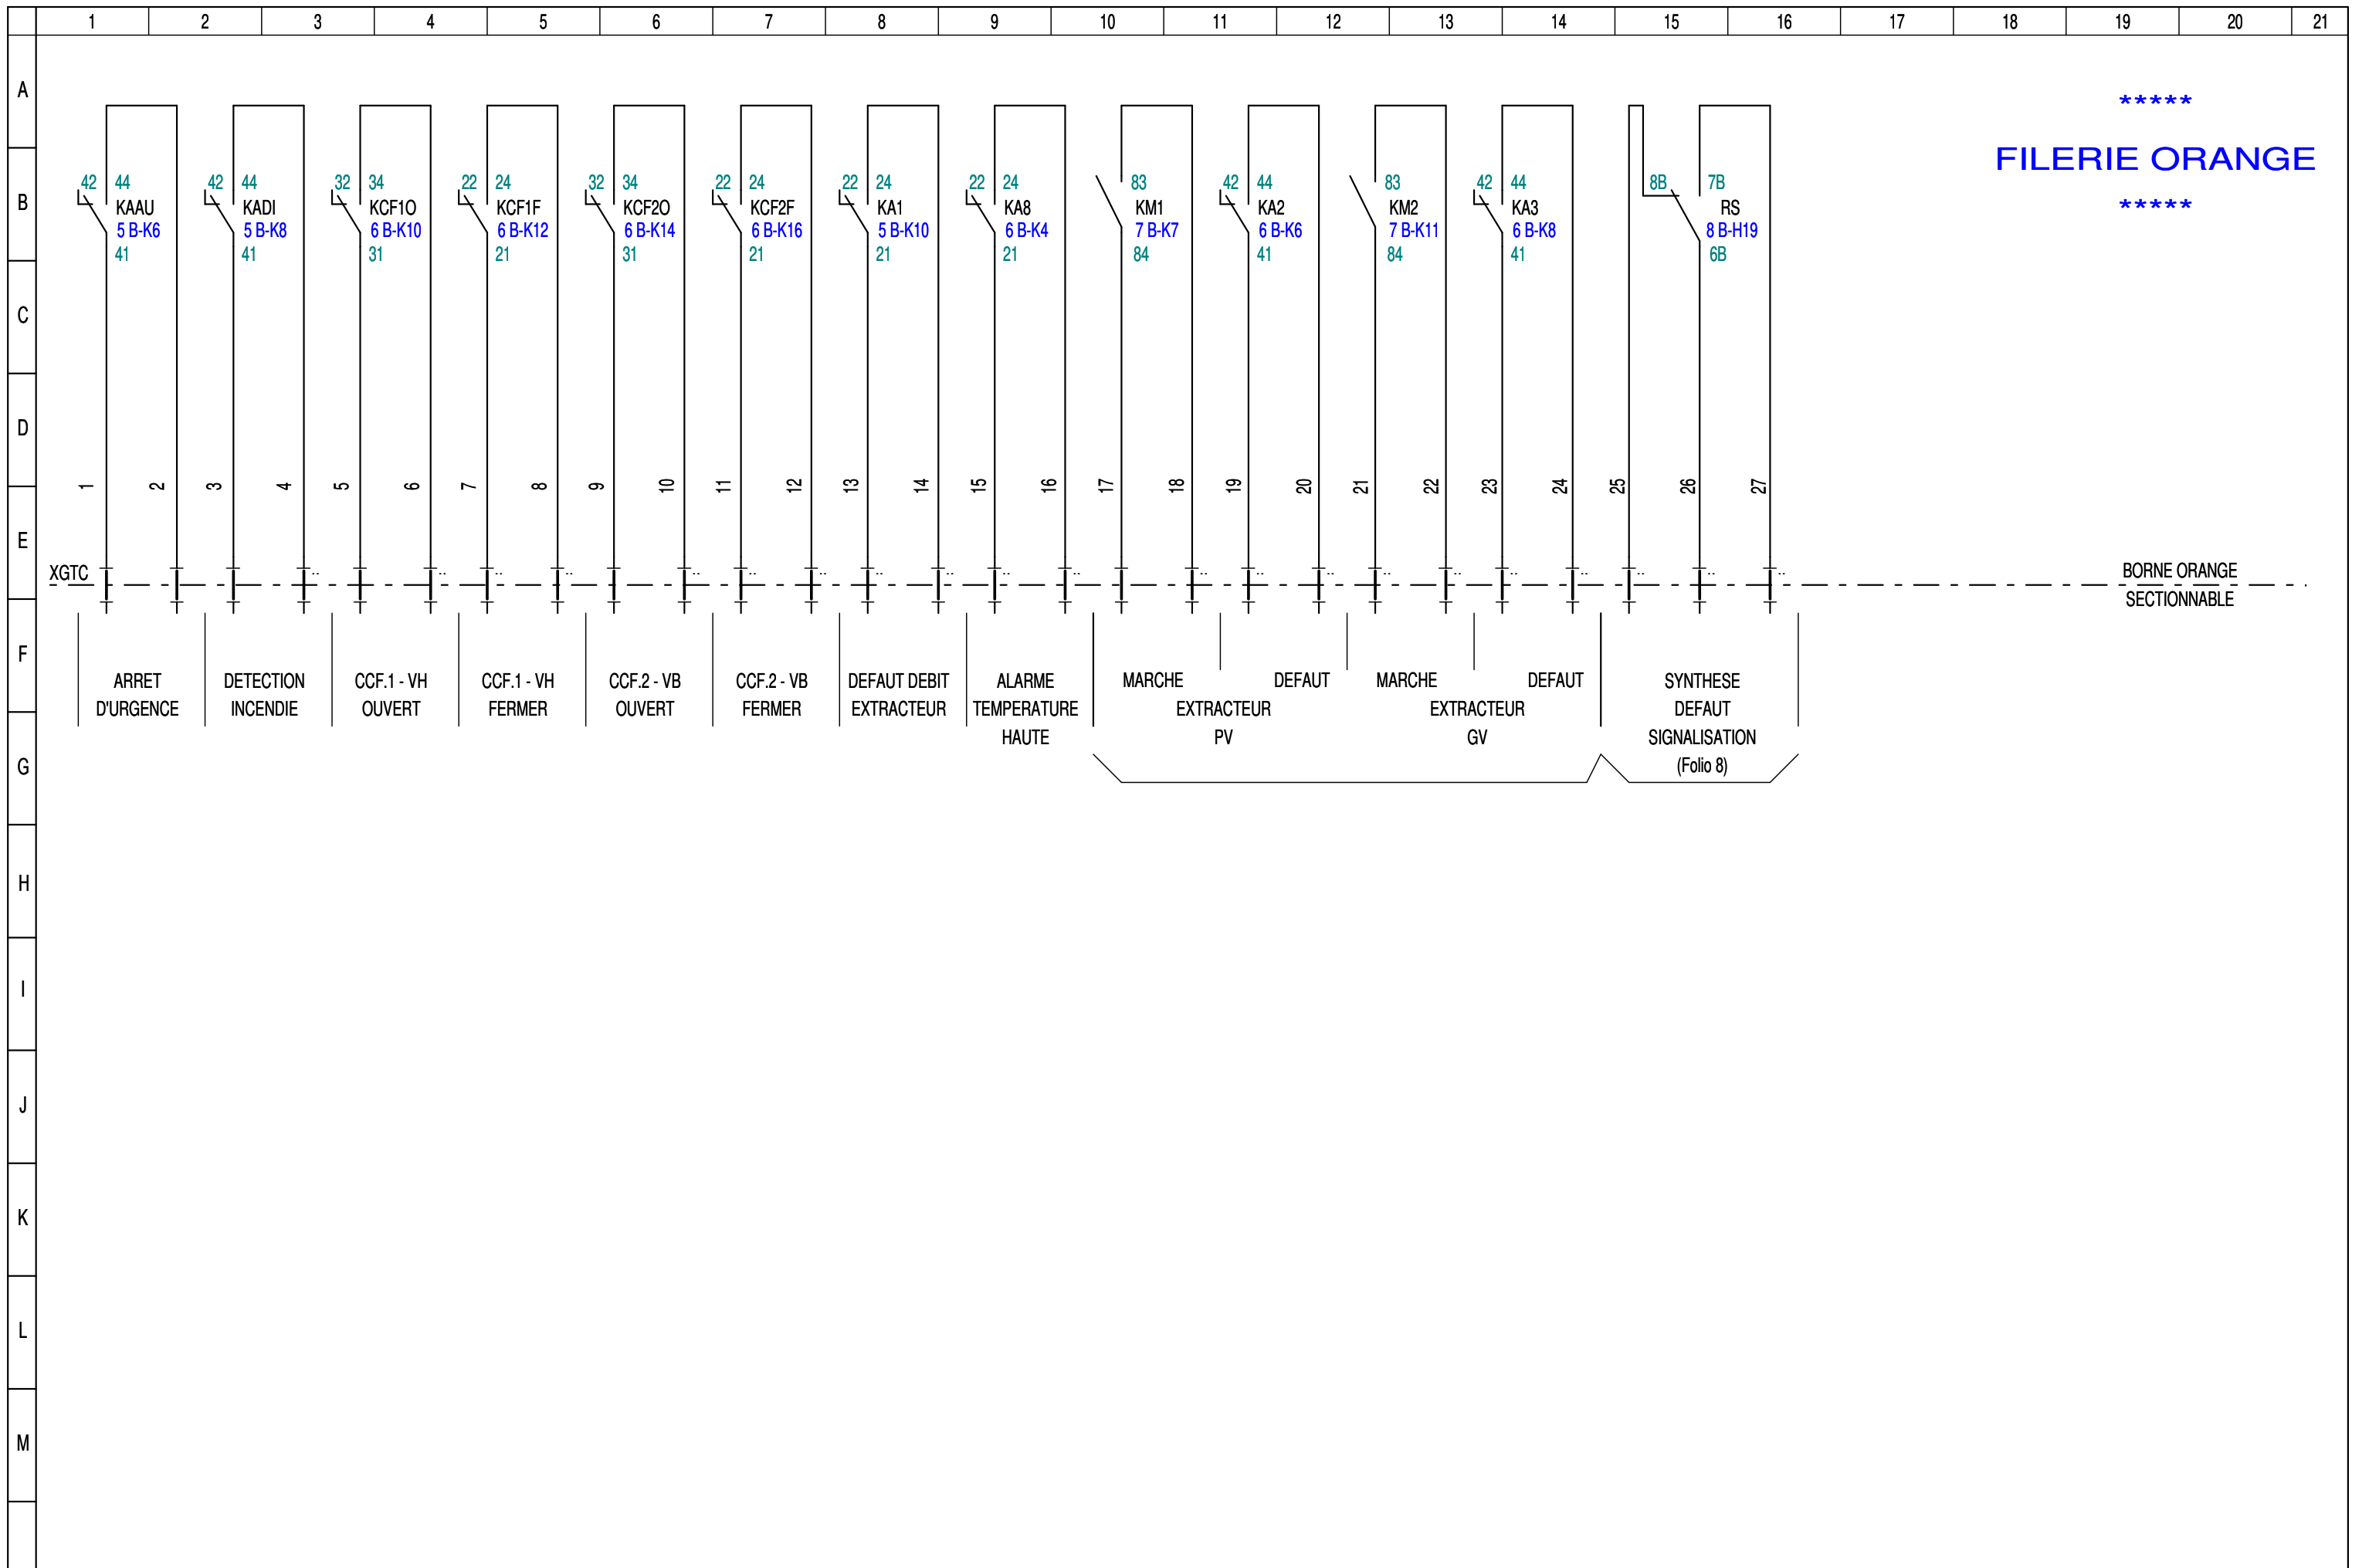 1 2 3 4 5 6 7 8 9 10 11 12 13 14 15 16 17 18 19 20 21
A
*****
B
FILERIE ORANGE
*****
42 44 42 44 32 34 22 24 32 34 22 24 22 24 22 24 83 42 44 83 42 44 8B 7B
KAAU KADI KCF1O KCF1F KCF2O KCF2F KA1 KA8 KM1 KA2 KM2 KA3 RS
5 B-K6 5 B-K8 6 B-K10 6 B-K12 6 B-K14 6 B-K16 5 B-K10 6 B-K4 7 B-K7 6 B-K6 7 B-K11 6 B-K8 8 B-H19
41 41 31 21 31 21 21 21 84 41 84 41 6B
C
D
1 2 3 4 5 6 7 8 9 10 11 12 13 14 15 16 17 18 19 20 21 22 23 24 25 26 27
E
XGTC
BORNE ORANGE
SECTIONNABLE
F
ARRET DETECTION CCF.1 - VH CCF.1 - VH CCF.2 - VB CCF.2 - VB DEFAUT DEBIT ALARME MARCHE DEFAUT MARCHE DEFAUT SYNTHESE
D'URGENCE INCENDIE OUVERT FERMER OUVERT FERMER EXTRACTEUR TEMPERATURE EXTRACTEUR EXTRACTEUR DEFAUT
HAUTE PV GV SIGNALISATION
G
(Folio 8)
H
I
J
K
L
M